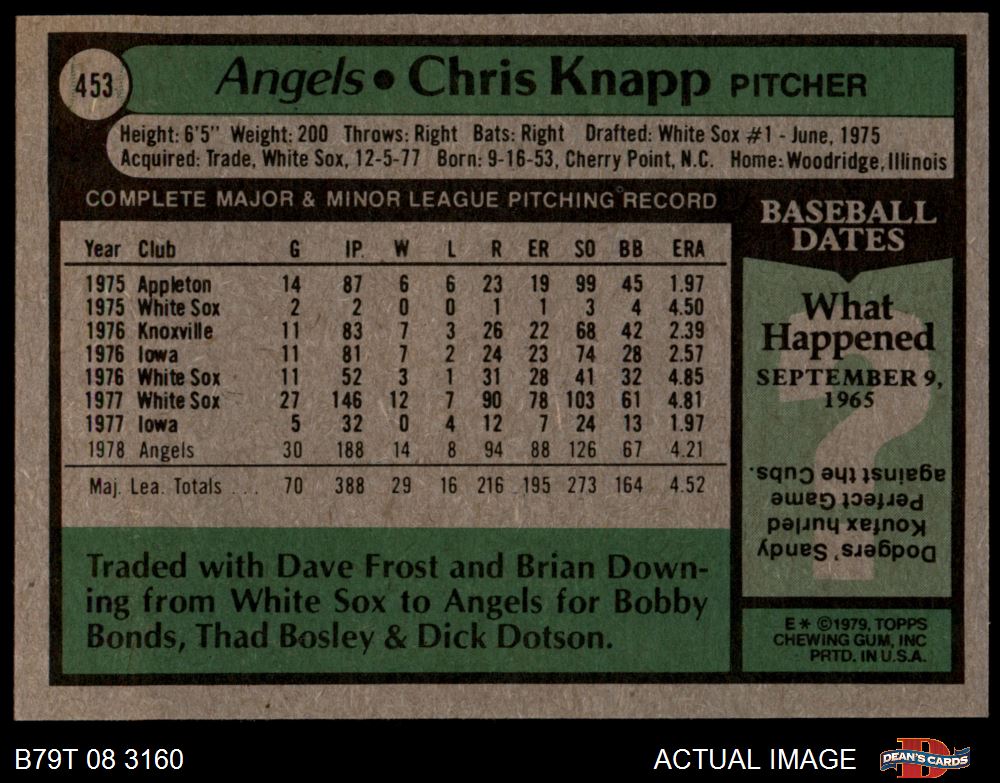 453
Angels • Chris Knapp PITCHER
Height: 6'5" Weight: 200 Throws: Right Bats: Right Drafted: White Sox #1 - June, 1975
Acquired: Trade, White Sox, 12-5-77 Born: 9-16-53, Cherry Point, N.C. Home: Woodridge, Illinois
COMPLETE MAJOR & MINOR LEAGUE PITCHING RECORD
Year Club G IP. W L R ER SO BB ERA
1975 Appleton 14 87 6 6 23 19 99 45 1.97
1975 White Sox 2 2 0 0 1 1 3 4 4.50
1976 Knoxville 11 83 7 3 26 22 68 42 2.39
1976 Iowa 11 81 7 2 24 23 74 28 2.57
1976 White Sox 11 52 3 1 31 28 41 32 4.85
1977 White Sox 27 146 12 7 90 78 103 61 4.81
1977 Iowa 5 32 0 4 12 7 24 13 1.97
1978 Angels 30 188 14 8 94 88 126 67 4.21
Maj. Lea. Totals . . . 70 388 29 16 216 195 273 164 4.52
Traded with Dave Frost and Brian Down-
ing from White Sox to Angels for Bobby
Bonds, Thad Bosley & Dick Dotson.
BASEBALL
DATES
What
Happened
SEPTEMBER 9,
1965
?
Dodgers' Sandy
Koufax hurled
Perfect Game
against the Cubs.
E * ©1979, TOPPS
CHEWING GUM, INC
PRTD. IN U.S.A.
B79T 08 3160
ACTUAL IMAGE
D
DEAN'S CARDS